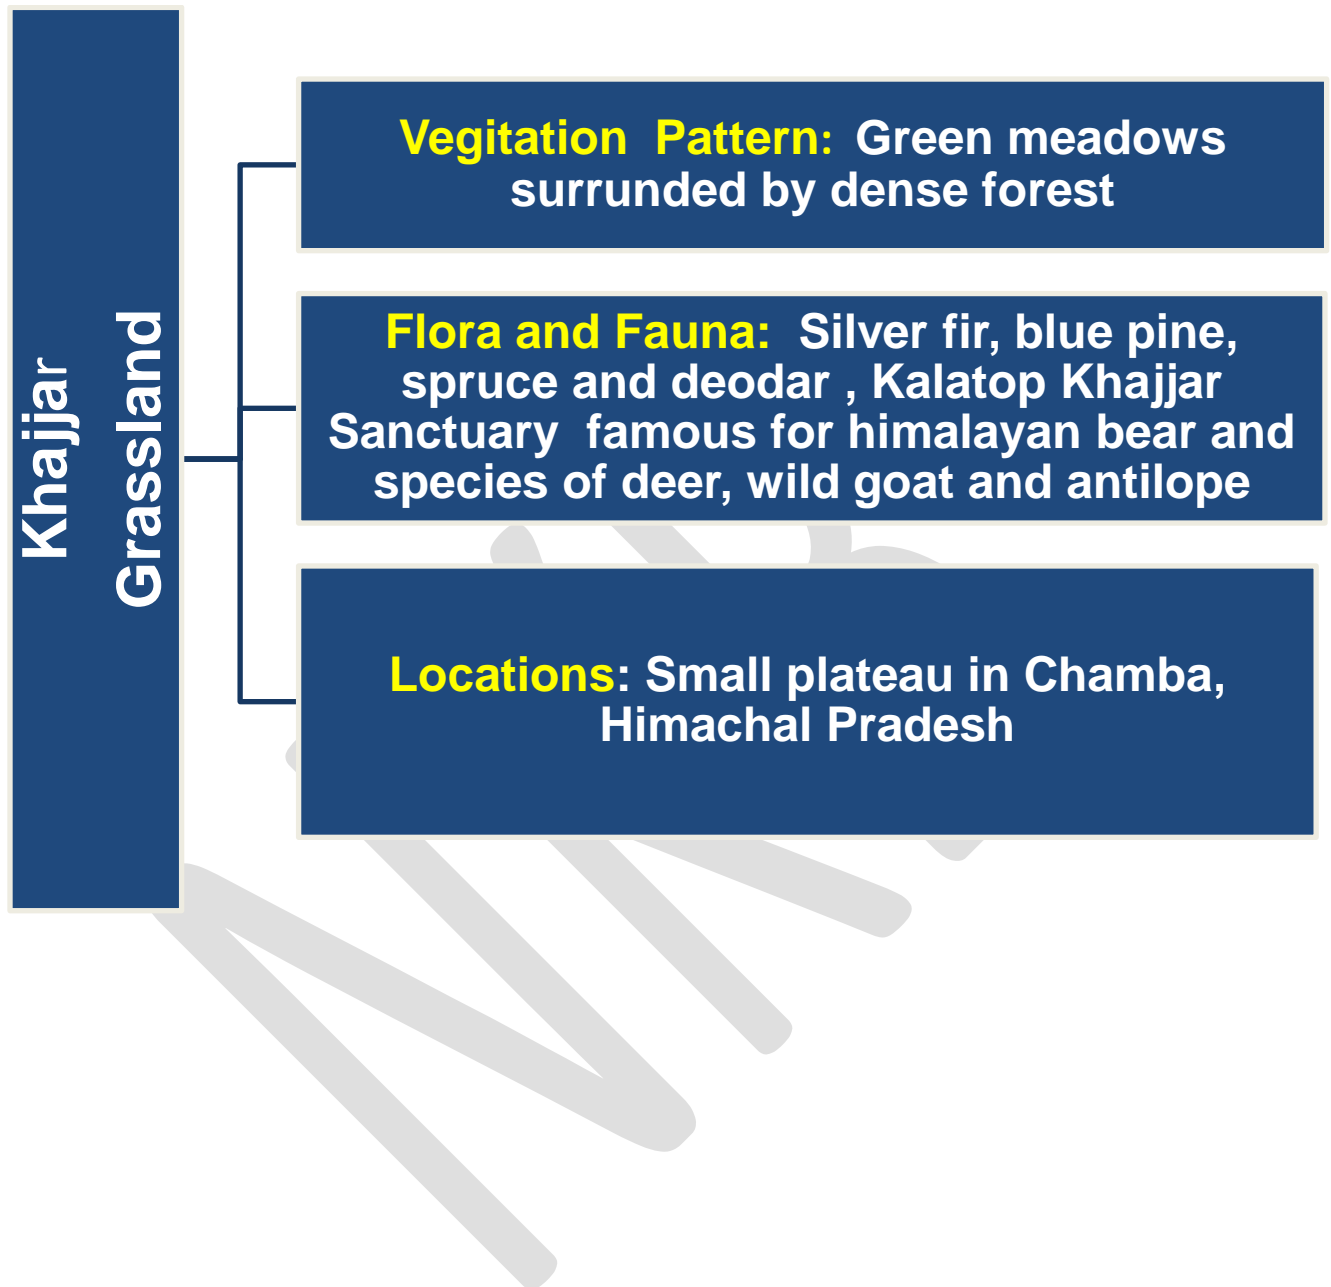 Khajjar
Grassland
Vegitation Pattern: Green meadows
surrunded by dense forest
Flora and Fauna: Silver fir, blue pine,
spruce and deodar , Kalatop Khajjar
Sanctuary famous for himalayan bear and
species of deer, wild goat and antilope
Locations: Small plateau in Chamba,
Himachal Pradesh